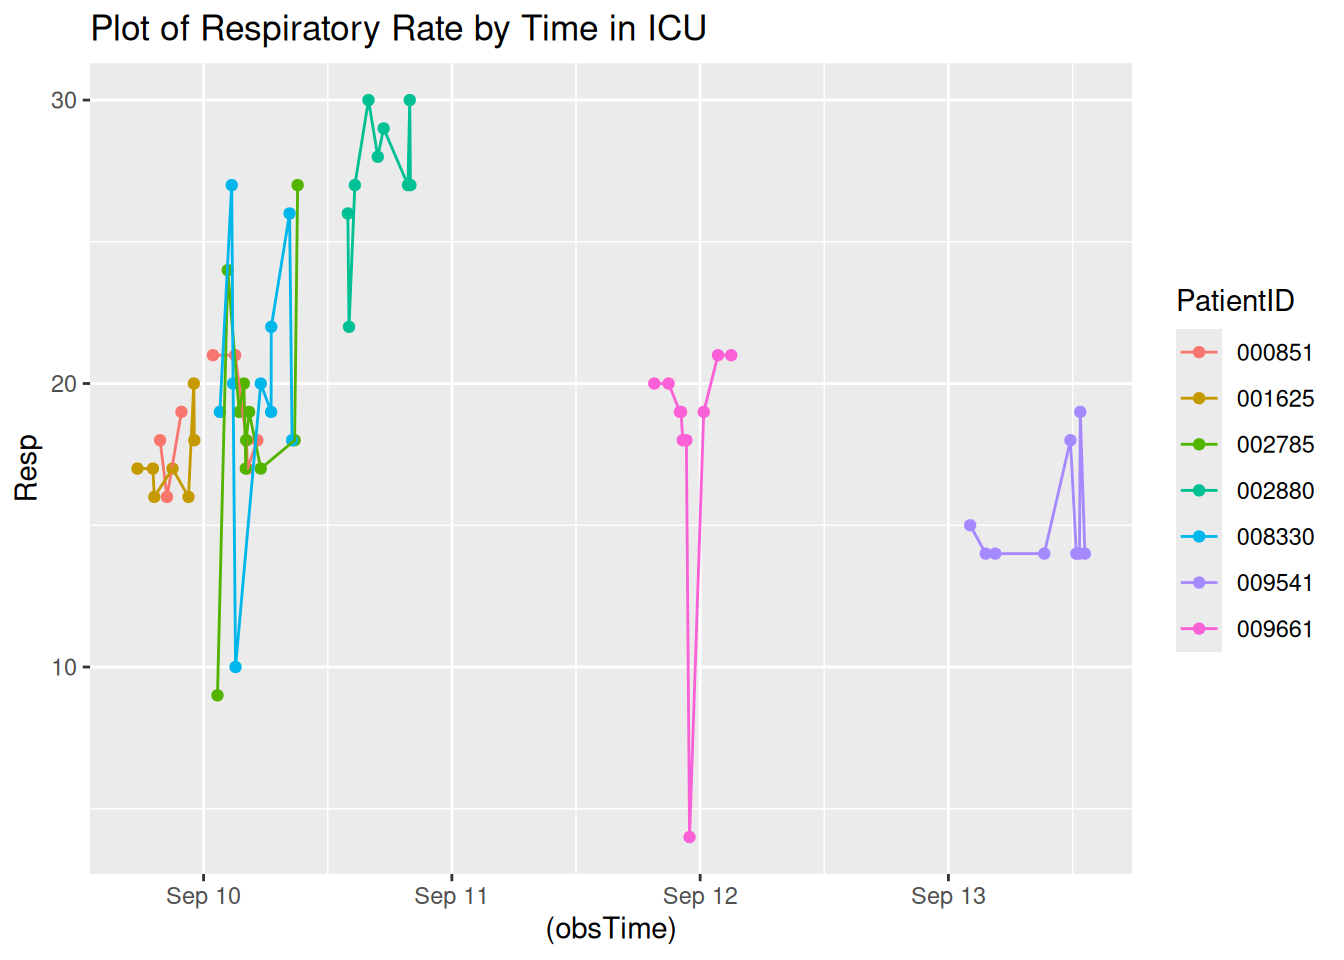 Plot of Respiratory Rate by Time in ICU
30
20
10
Resp
Sep 10
Sep 11
Sep 12
Sep 13
(obsTime)
PatientID
000851
001625
002785
002880
008330
009541
009661